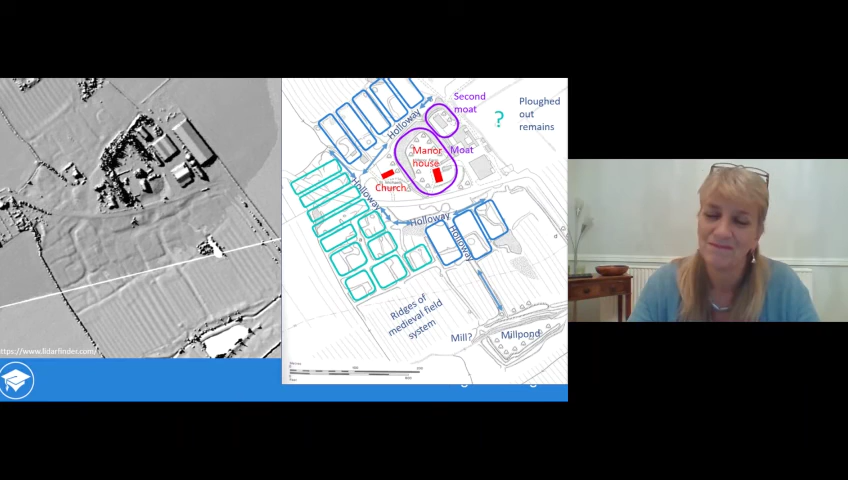 https://www.lidarfinder.com/
Holloway
Second
moat
?
Ploughed
out
remains
Manor
house
Moat
Church
Holloway
Holloway
Holloway
Ridges of
medieval field
system
Mill?
Millpond